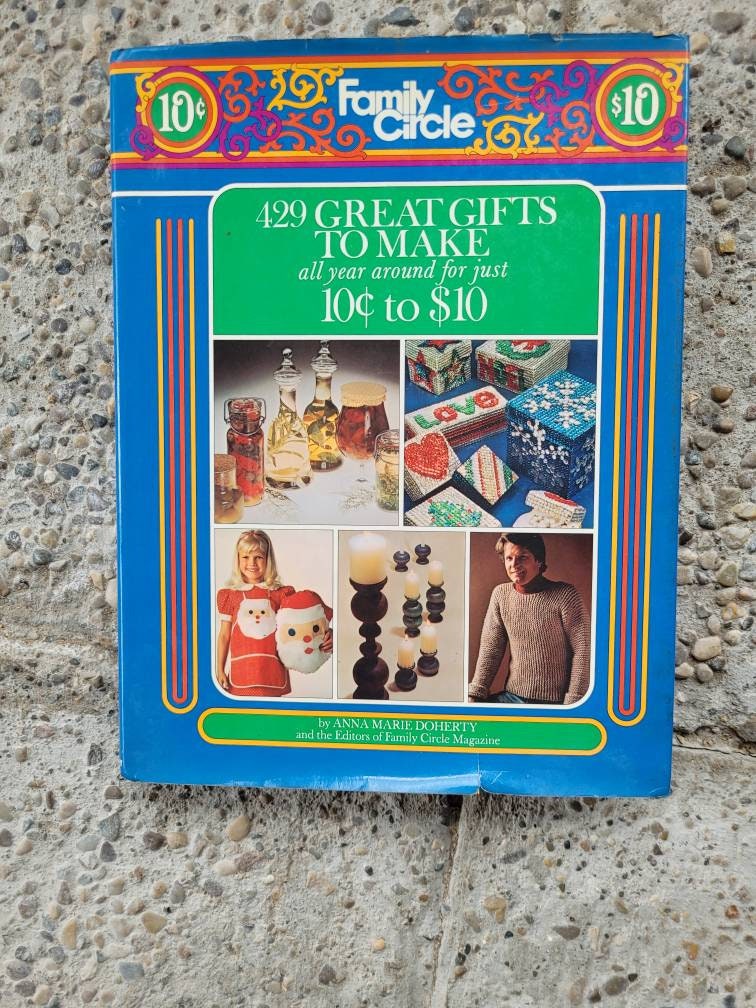 10¢
Family
Circle
$10
429 GREAT GIFTS
TO MAKE
all year around for just
10¢ to $10
LOVE
by ANNA MARIE DOHERTY
and the Editors of Family Circle Magazine